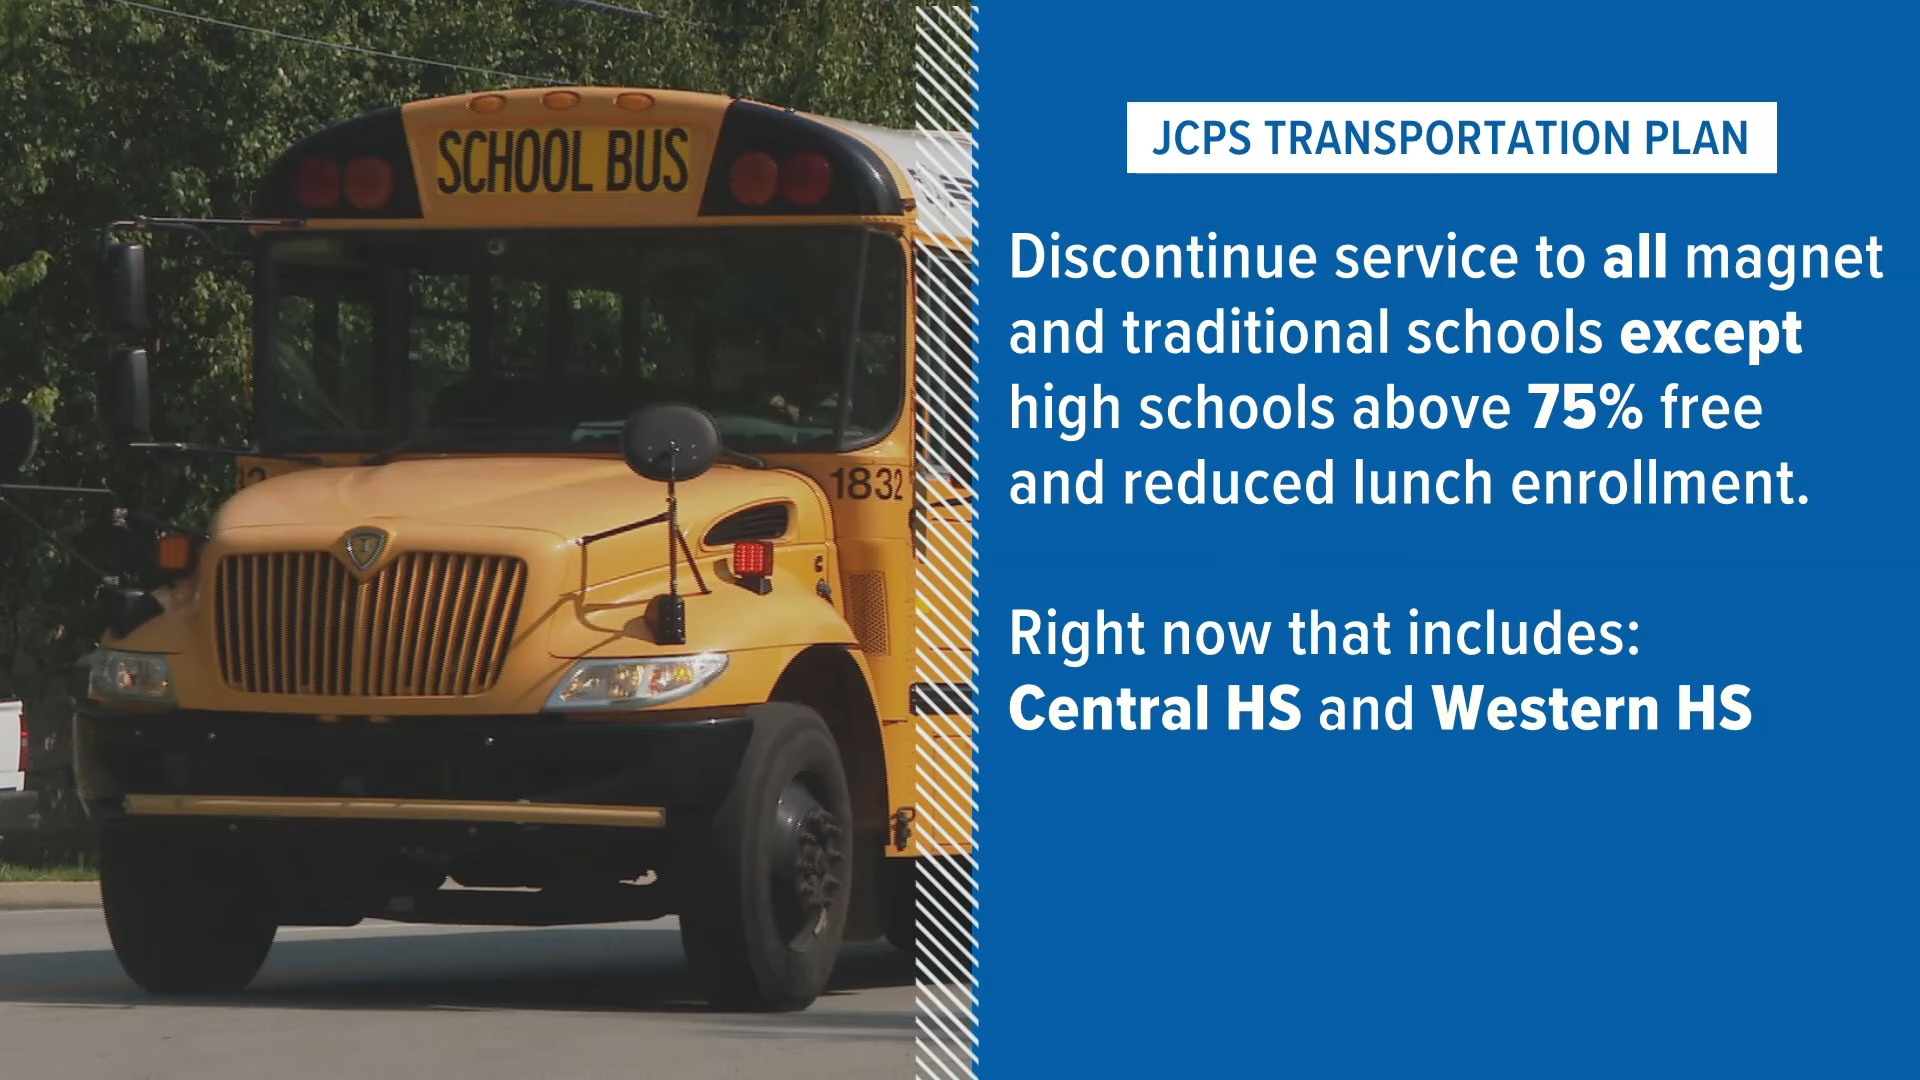 SCHOOL BUS
1832
32
JCPS TRANSPORTATION PLAN
Discontinue service to all magnet
and traditional schools except
high schools above 75% free
and reduced lunch enrollment.
Right now that includes:
Central HS and Western HS